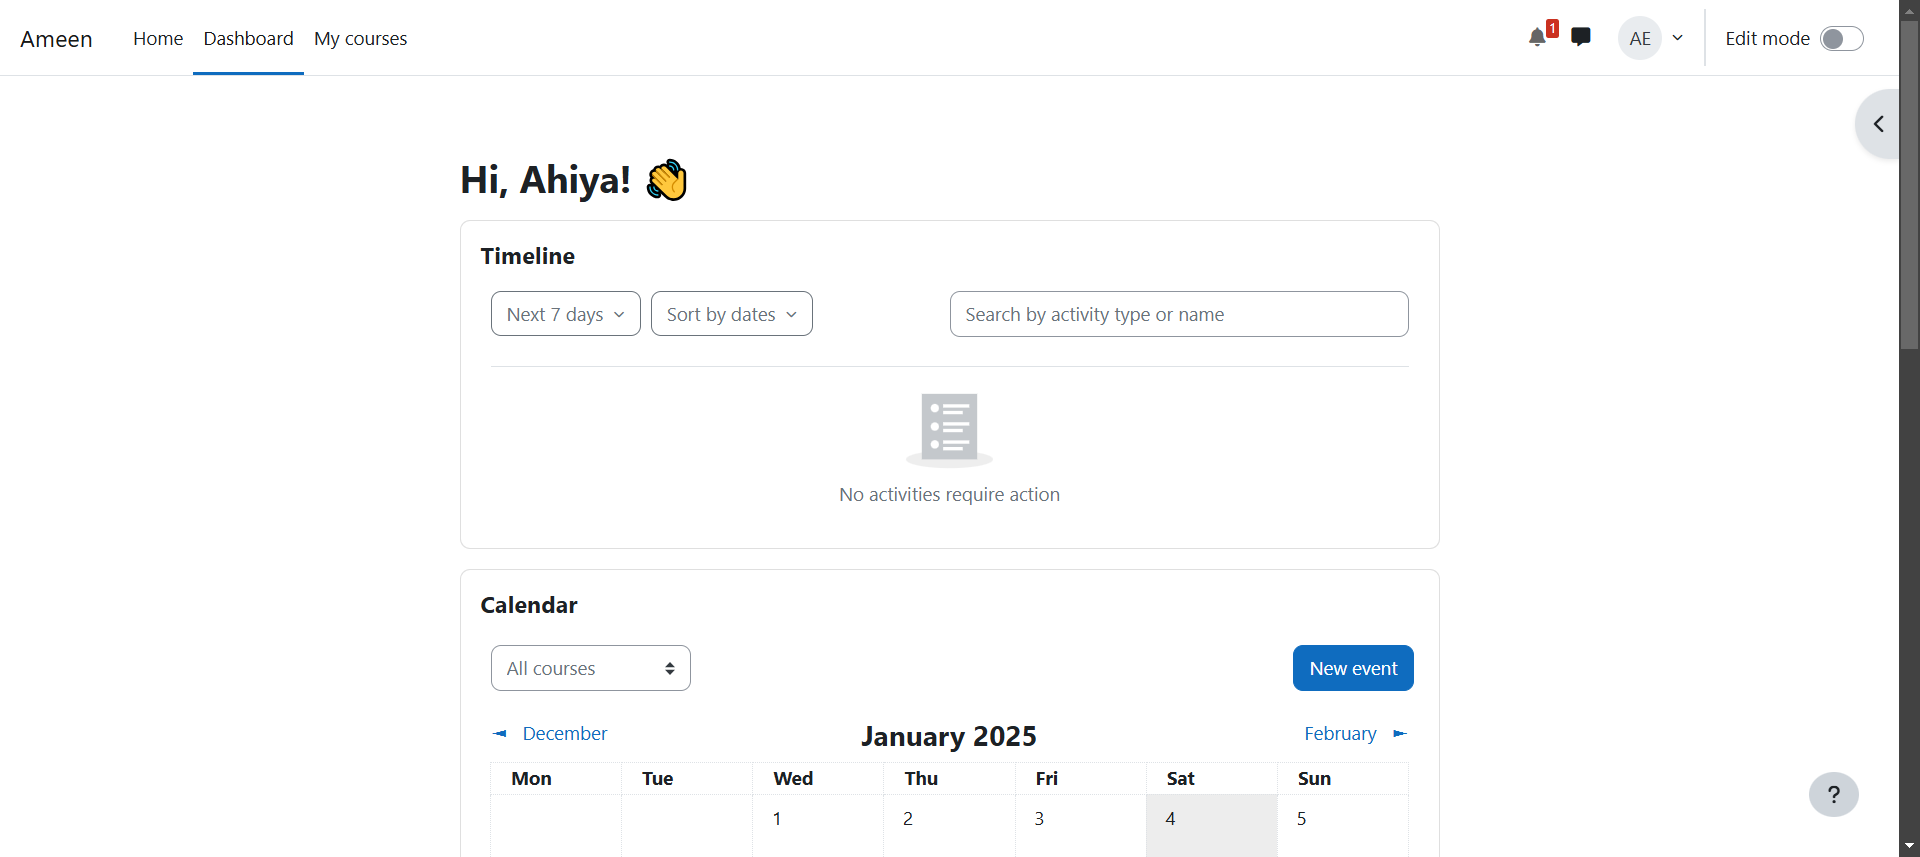 Ameen
Home
Dashboard
My courses
1
AE
Edit mode
Hi, Ahiya! 👋
Timeline
Next 7 days
Sort by dates
Search by activity type or name
No activities require action
Calendar
All courses
New event
◄ December
January 2025
February ►
Mon Tue Wed Thu Fri Sat Sun
1 2 3 4 5
?